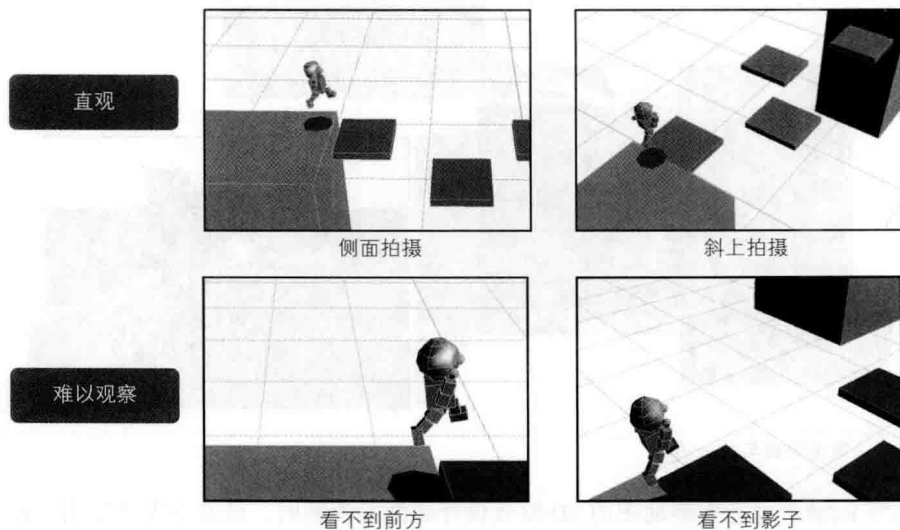 直观
侧面拍摄
斜上拍摄
难以观察
看不到前方
看不到影子